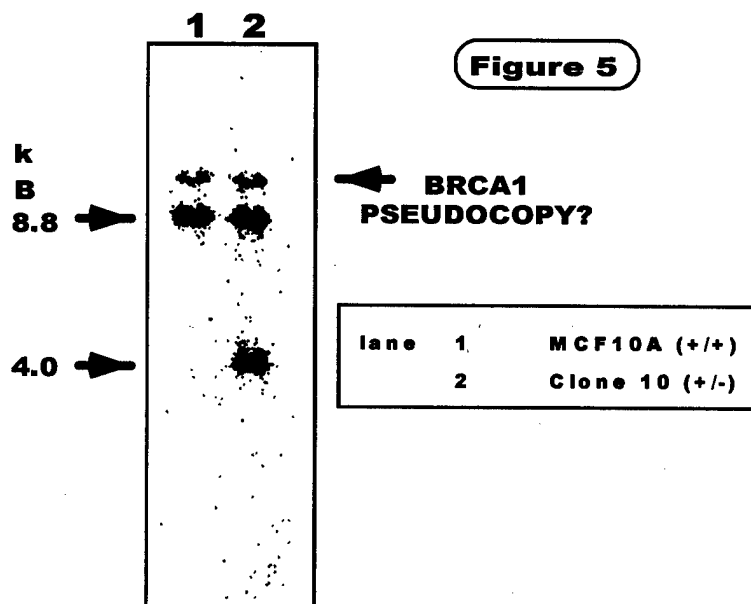 1 2
Figure 5
k
B
8.8
BRCA1
PSEUDOCOPY?
4.0
lane 1 MCF10A (+/+)
2 Clone 10 (+/-)